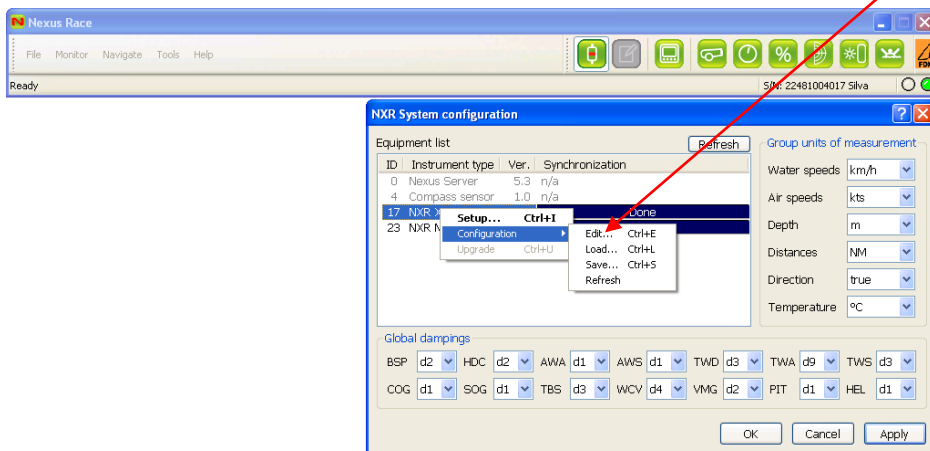 Nexus Race
File Monitor Navigate Tools Help
%
FDX
Ready
S/N: 22481004017 Silva
NXR System configuration
Equipment list
Refresh
ID Instrument type Ver. Synchronization
0 Nexus Server 5.3 n/a
4 Compass sensor 1.0 n/a
17 NXR Done
23 NXR
Setup... Ctrl+I
Configuration
Upgrade Ctrl+U
Edit... Ctrl+E
Load... Ctrl+L
Save... Ctrl+S
Refresh
Group units of measurement
Water speeds km/h
Air speeds kts
Depth m
Distances NM
Direction true
Temperature ºC
Global dampings
BSP d2 HDC d2 AWA d1 AWS d1 TWD d3 TWA d9 TWS d3
COG d1 SOG d1 TBS d3 WCV d4 VMG d2 PIT d1 HEL d1
OK Cancel Apply